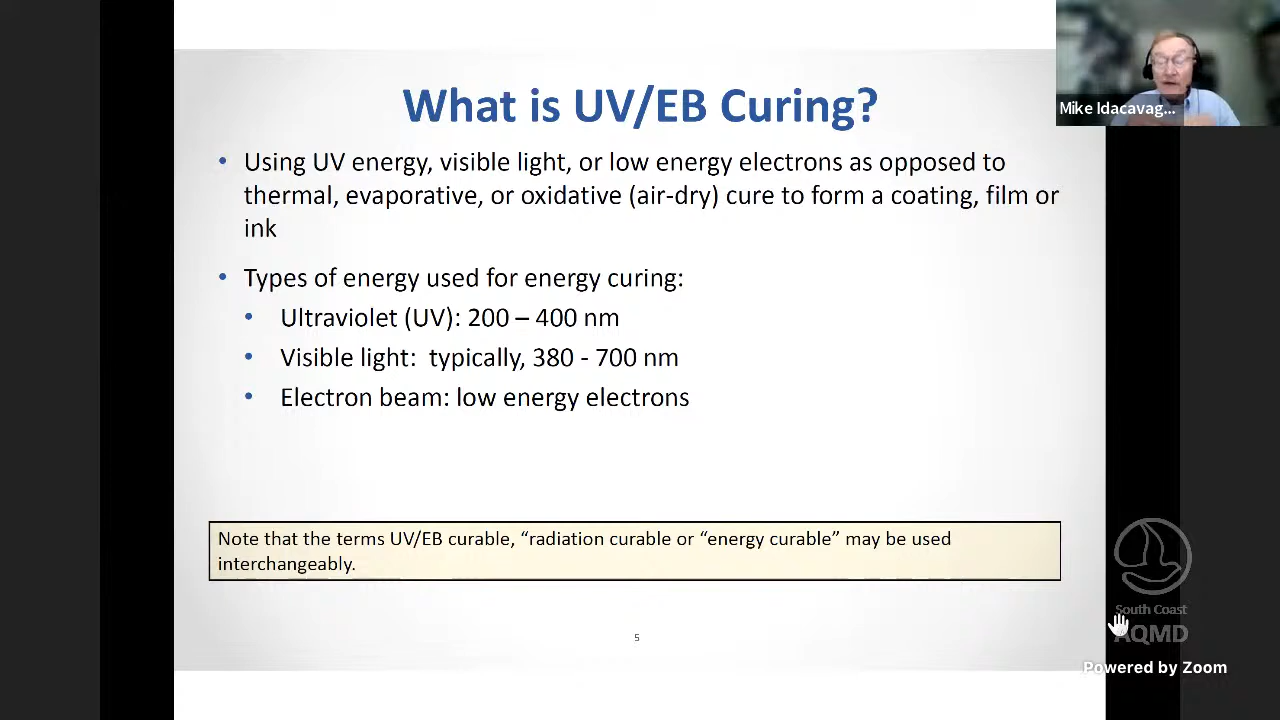 What is UV/EB Curing?
Mike Idacavag...
• Using UV energy, visible light, or low energy electrons as opposed to
thermal, evaporative, or oxidative (air-dry) cure to form a coating, film or
ink
• Types of energy used for energy curing:
• Ultraviolet (UV): 200 – 400 nm
• Visible light: typically, 380 - 700 nm
• Electron beam: low energy electrons
Note that the terms UV/EB curable, “radiation curable or “energy curable” may be used
interchangeably.
5
South Coast
AQMD
Powered by Zoom